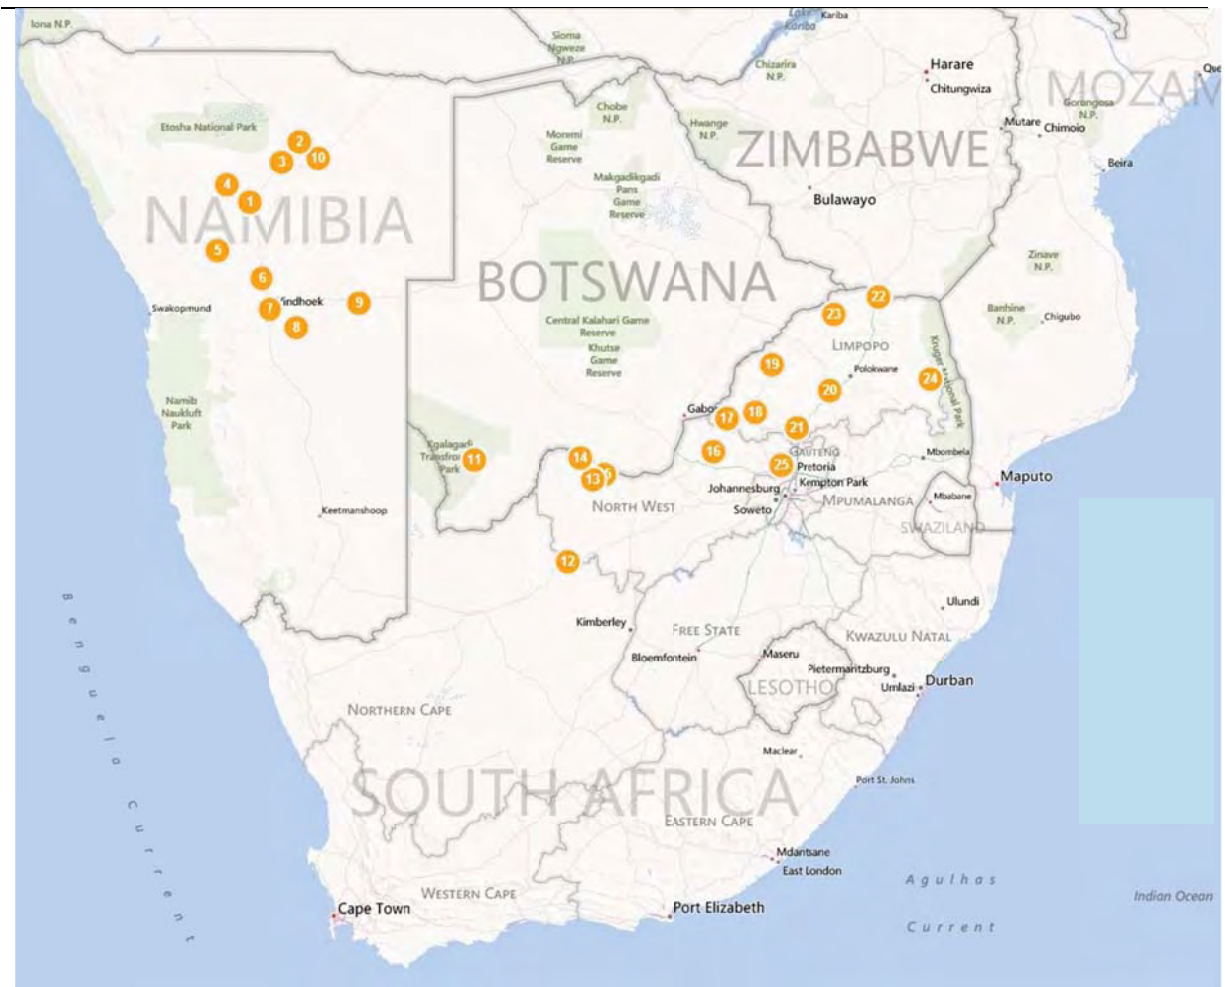 Iona N.P.
Sioma
Ngweze
N.P.
Lake
Kariba
Kariba
Chizarira
N.P.
Harare
Chitungwiza
MOZAM
Que
Gorongosa
N.P.
Mutare
Chimoio
Beira
Etosha National Park
2
3
10
4
1
NAMIBIA
5
6
7
indhoek
8
9
Swakopmund
Namib
Naukluft
Park
Keetmanshoop
Chobe
N.P.
Moremi
Game
Reserve
Makgadikgadi
Pans
Game
Reserve
Hwange
N.P.
ZIMBABWE
Bulawayo
BOTSWANA
Central Kalahari Game
Reserve
Khutse
Game
Reserve
Zinave
N.P.
Banhine
N.P.
Chigubo
22
23
LIMPOPO
19
Polokwane
20
24
Kruger National Park
Gabo
17
18
21
16
GAUTENG
25
Pretoria
Mbombela
Kgalagadi
Transfro
Park
11
14
13
5
NORTH WEST
Johannesburg
Kempton Park
Soweto
MPUMALANGA
Mbabane
SWAZILAND
Maputo
12
Kimberley
FREE STATE
Bloemfontein
Maseru
LESOTHO
Ulundi
KWAZULU NATAL
Pietermaritzburg
Umlazi
Durban
NORTHERN CAPE
SOUTH AFRICA
Maclear
Port St. Johns
EASTERN CAPE
Mdantsane
East London
WESTERN CAPE
Cape Town
Port Elizabeth
Benguela Current
Agulhas
Current
Indian Ocean